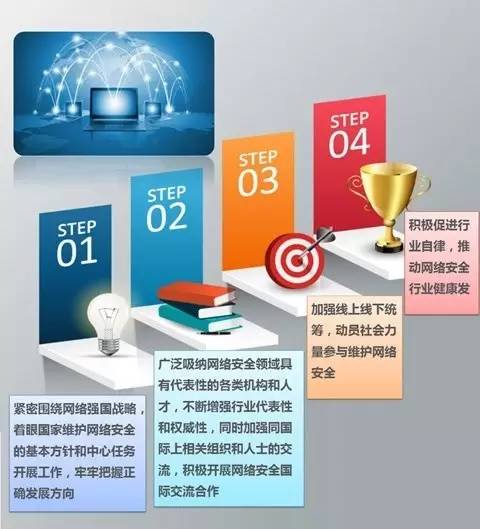 STEP
01
STEP
02
STEP
03
STEP
04
紧密围绕网络强国战略，
着眼国家维护网络安全
的基本方针和中心任务
开展工作，牢牢把握正
确发展方向
广泛吸纳网络安全领域具
有代表性的各类机构和人
才，不断增强行业代表性
和权威性，同时加强同国
际上相关组织和人士的交
流，积极开展网络安全国
际交流合作
加强线上线下统
筹，动员社会力
量参与维护网络
安全
积极促进行
业自律，推
动网络安全
行业健康发